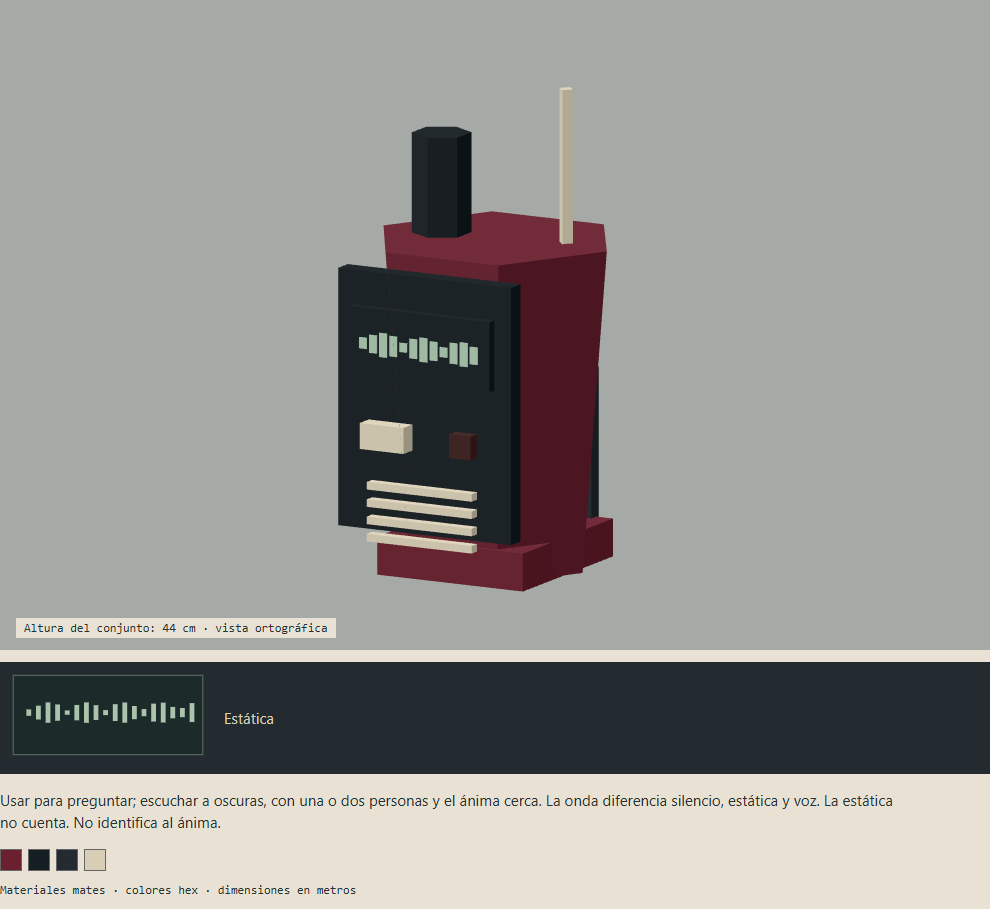 Altura del conjunto: 44 cm · vista ortográfica
Estática
Usar para preguntar; escuchar a oscuras, con una o dos personas y el ánima cerca. La onda diferencia silencio, estática y voz. La estática
no cuenta. No identifica al ánima.
Materiales mates · colores hex · dimensiones en metros